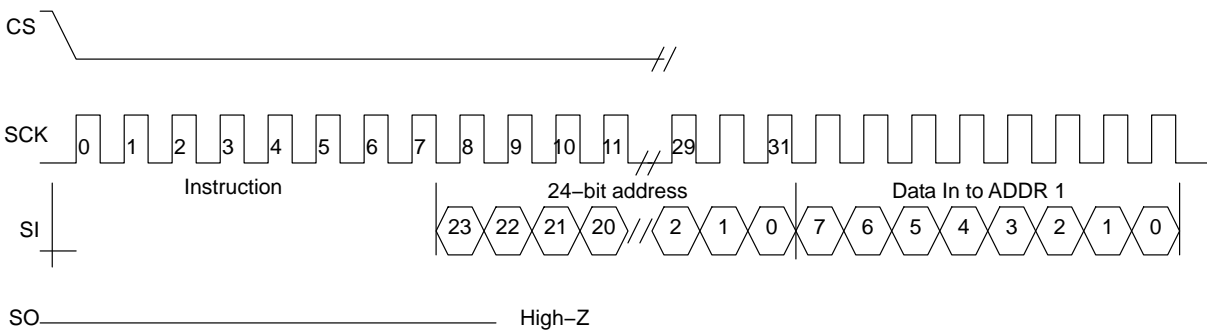 CS
SCK
0 1 2 3 4 5 6 7 8 9 10 11 29 31
Instruction 24–bit address Data In to ADDR 1
SI
23 22 21 20 2 1 0 7 6 5 4 3 2 1 0
SO High–Z